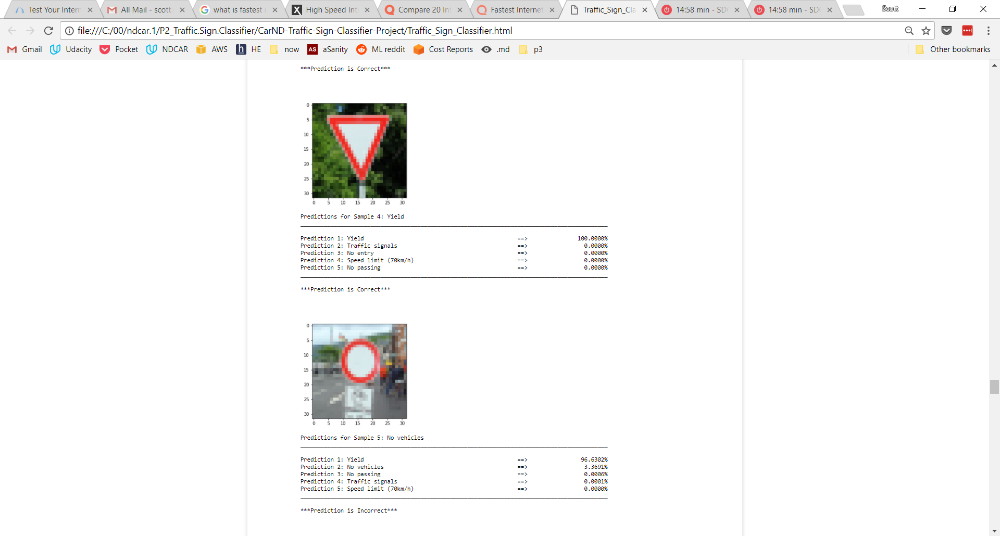 Test Your Intern
All Mail - scott.
what is fastest i
High Speed Int
Compare 20 Int
Fastest Internet
Traffic_Sign_Cla
14:58 min - SD
14:58 min - SD
Scott
file:///C:/00/ndcar.1/P2_Traffic.Sign.Classifier/CarND-Traffic-Sign-Classifier-Project/Traffic_Sign_Classifier.html
Gmail Udacity Pocket NDCAR AWS h HE now AS aSanity ML reddit Cost Reports .md p3 Other bookmarks
***Prediction is Correct***
0
5
10
15
20
25
30
0 5 10 15 20 25 30
Predictions for Sample 4: Yield
Prediction 1: Yield ==> 100.0000%
Prediction 2: Traffic signals ==> 0.0000%
Prediction 3: No entry ==> 0.0000%
Prediction 4: Speed limit (70km/h) ==> 0.0000%
Prediction 5: No passing ==> 0.0000%
***Prediction is Correct***
0
5
10
15
20
25
30
0 5 10 15 20 25 30
Predictions for Sample 5: No vehicles
Prediction 1: Yield ==> 96.6302%
Prediction 2: No vehicles ==> 3.3691%
Prediction 3: No passing ==> 0.0006%
Prediction 4: Traffic signals ==> 0.0001%
Prediction 5: Speed limit (70km/h) ==> 0.0000%
***Prediction is Incorrect***